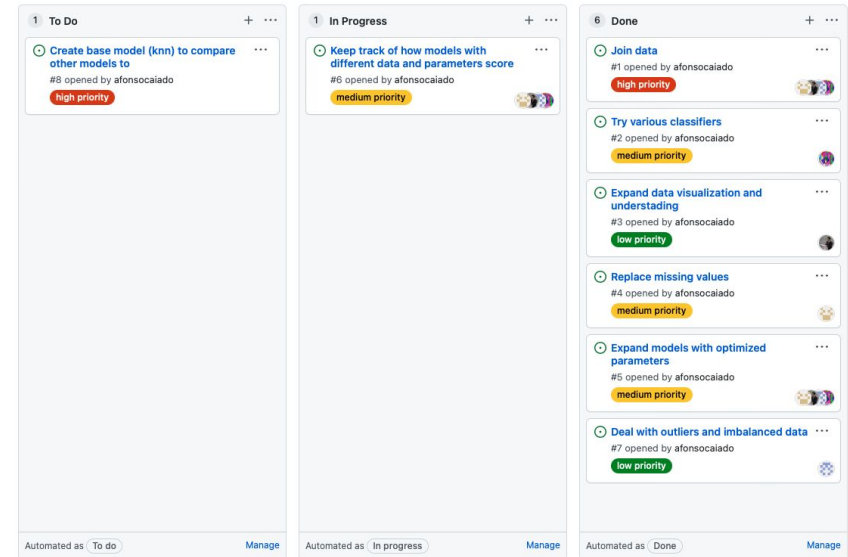 1 To Do
Create base model (knn) to compare
other models to
#8 opened by afonsocaiado
high priority
Automated as To do Manage
1 In Progress
Keep track of how models with
different data and parameters score
#6 opened by afonsocaiado
medium priority
Automated as In progress Manage
6 Done
Join data
#1 opened by afonsocaiado
high priority
Try various classifiers
#2 opened by afonsocaiado
medium priority
Expand data visualization and
understading
#3 opened by afonsocaiado
low priority
Replace missing values
#4 opened by afonsocaiado
medium priority
Expand models with optimized
parameters
#5 opened by afonsocaiado
medium priority
Deal with outliers and imbalanced data
#7 opened by afonsocaiado
low priority
Automated as Done Manage